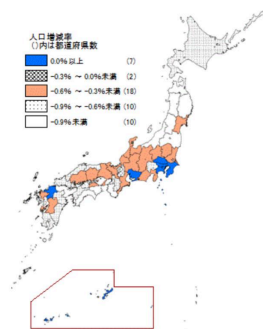 人口増減率
()内は都道府県数
0.0%以上 (7)
-0.3% ～ 0.0%未満 (2)
-0.6% ～ -0.3%未満 (18)
-0.9% ～ -0.6%未満 (10)
-0.9%未満 (10)